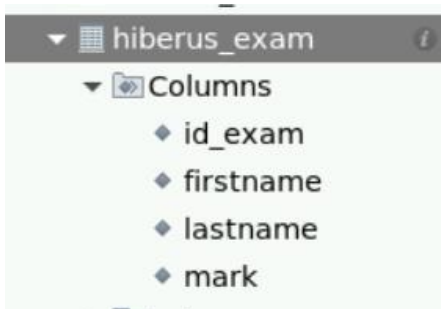 hiberus_exam
Columns
id_exam
firstname
lastname
mark